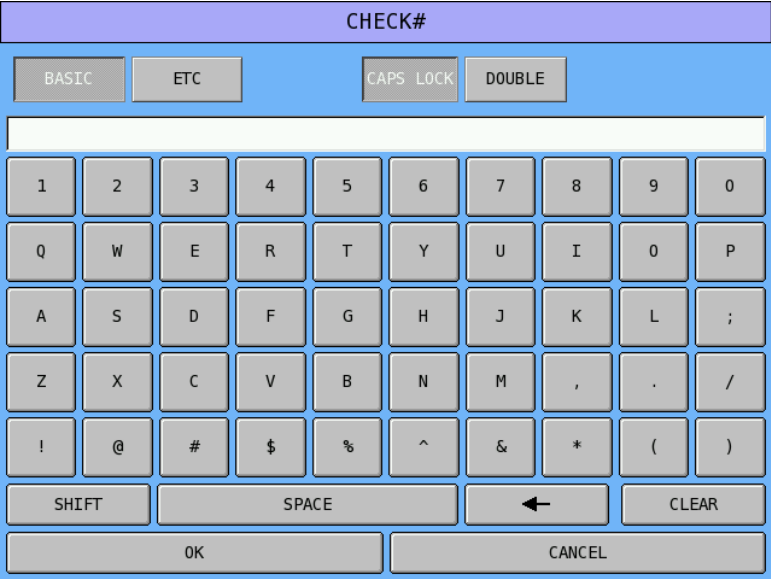 CHECK#
BASIC ETC CAPS LOCK DOUBLE
1 2 3 4 5 6 7 8 9 0
Q W E R T Y U I O P
A S D F G H J K L ;
Z X C V B N M , . /
! @ # $ % ^ & * ( )
SHIFT SPACE ← CLEAR
OK CANCEL